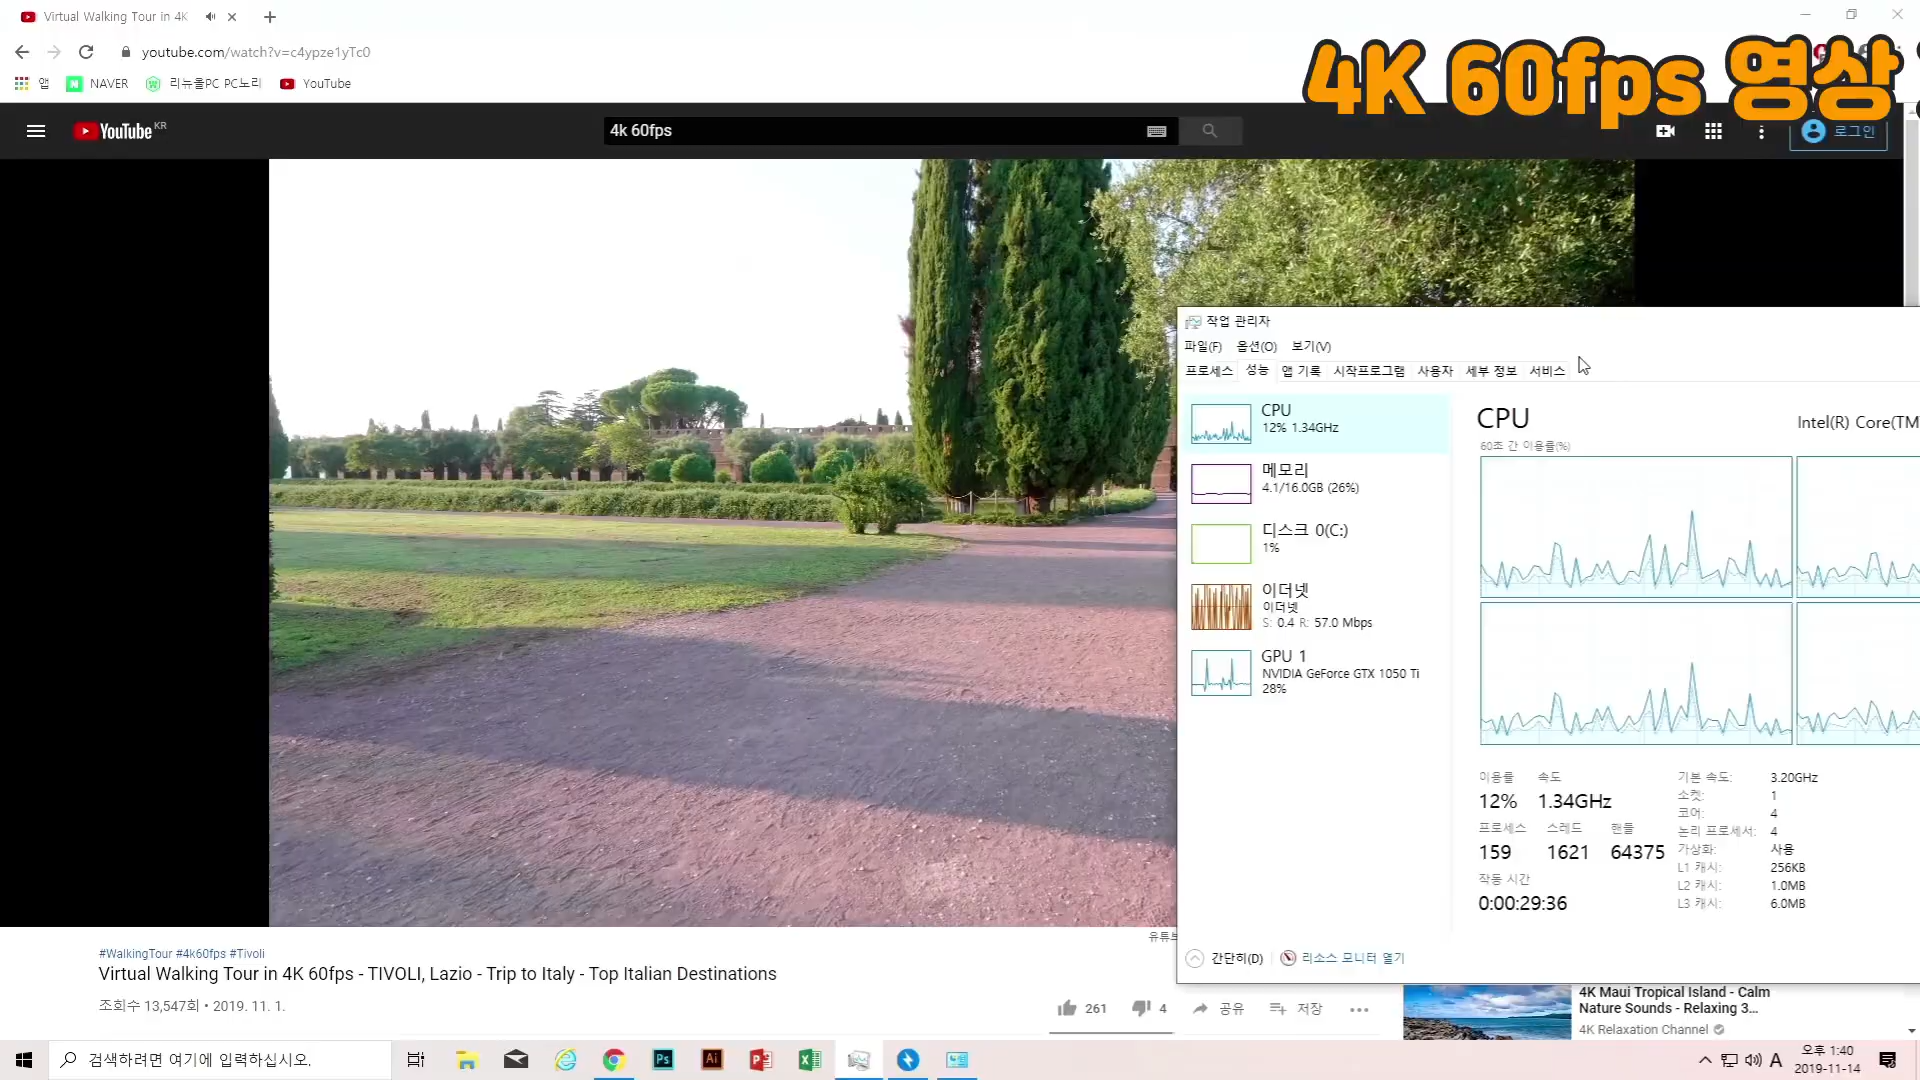 Virtual Walking Tour in 4K
youtube.com/watch?v=c4ypze1yTc0
앱
NAVER
리뉴올PC PC노리
YouTube
4K 60fps 영상
YouTube KR
4k 60fps
로그인
작업 관리자
파일(F) 옵션(O) 보기(V)
프로세스 성능 앱 기록 시작프로그램 사용자 세부 정보 서비스
CPU
12% 1.34GHz
메모리
4.1/16.0GB (26%)
디스크 0(C:)
1%
이더넷
이더넷
S: 0.4 R: 57.0 Mbps
GPU 1
NVIDIA GeForce GTX 1050 Ti
28%
CPU
Intel(R) Core(TM
60초 간 이용률(%)
이용률 속도
12% 1.34GHz
프로세스 스레드 핸들
159 1621 64375
작동 시간
0:00:29:36
기본 속도: 3.20GHz
소켓: 1
코어: 4
논리 프로세서: 4
가상화: 사용
L1 캐시: 256KB
L2 캐시: 1.0MB
L3 캐시: 6.0MB
간단히(D)
리소스 모니터 열기
유튜브
#WalkingTour #4k60fps #Tivoli
Virtual Walking Tour in 4K 60fps - TIVOLI, Lazio - Trip to Italy - Top Italian Destinations
조회수 13,547회 • 2019. 11. 1.
261
4
공유
저장
4K Maui Tropical Island - Calm
Nature Sounds - Relaxing 3...
4K Relaxation Channel
검색하려면 여기에 입력하십시오.
Ps
Ai
A
오후 1:40
2019-11-14